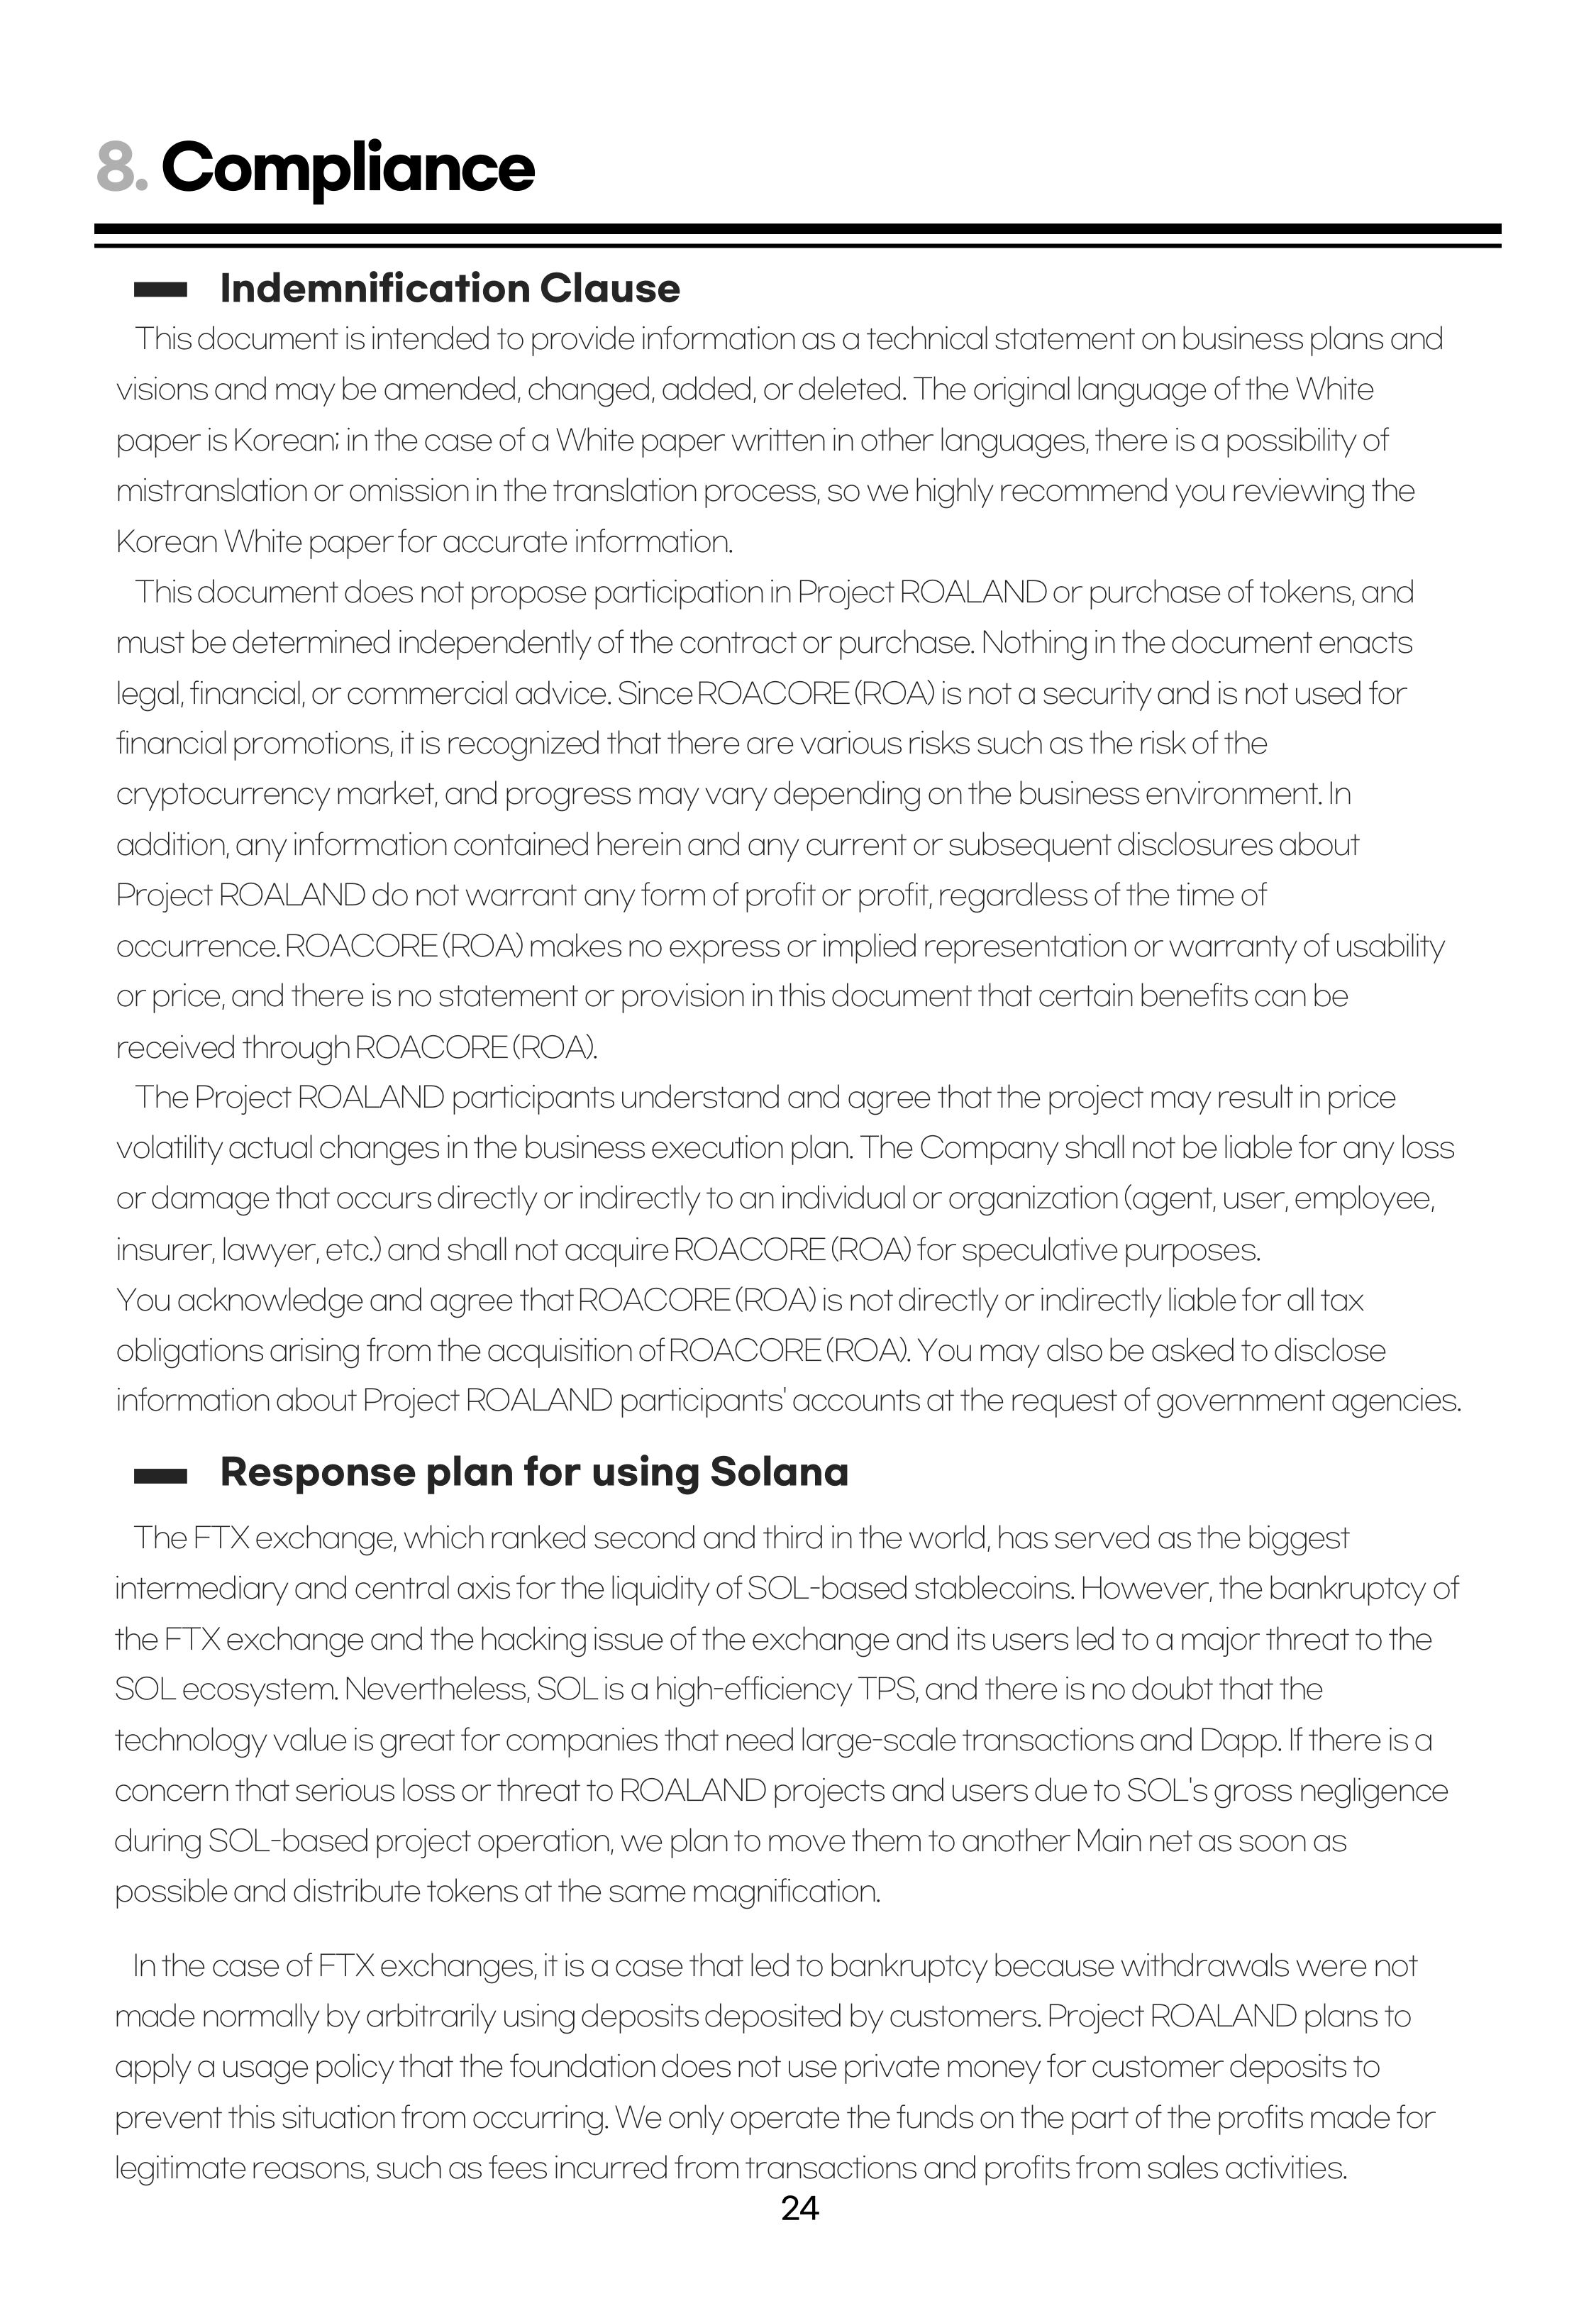 8. Compliance
Indemnification Clause
This document is intended to provide information as a technical statement on business plans and
visions and may be amended, changed, added, or deleted. The original language of the White
paper is Korean; in the case of a White paper written in other languages, there is a possibility of
mistranslation or omission in the translation process, so we highly recommend you reviewing the
Korean White paper for accurate information.
This document does not propose participation in Project ROALAND or purchase of tokens, and
must be determined independently of the contract or purchase. Nothing in the document enacts
legal, financial, or commercial advice. Since ROACORE (ROA) is not a security and is not used for
financial promotions, it is recognized that there are various risks such as the risk of the
cryptocurrency market, and progress may vary depending on the business environment. In
addition, any information contained herein and any current or subsequent disclosures about
Project ROALAND do not warrant any form of profit or profit, regardless of the time of
occurrence. ROACORE (ROA) makes no express or implied representation or warranty of usability
or price, and there is no statement or provision in this document that certain benefits can be
received through ROACORE (ROA).
The Project ROALAND participants understand and agree that the project may result in price
volatility actual changes in the business execution plan. The Company shall not be liable for any loss
or damage that occurs directly or indirectly to an individual or organization (agent, user, employee,
insurer, lawyer, etc.) and shall not acquire ROACORE (ROA) for speculative purposes.
You acknowledge and agree that ROACORE (ROA) is not directly or indirectly liable for all tax
obligations arising from the acquisition of ROACORE (ROA). You may also be asked to disclose
information about Project ROALAND participants' accounts at the request of government agencies.
Response plan for using Solana
The FTX exchange, which ranked second and third in the world, has served as the biggest
intermediary and central axis for the liquidity of SOL-based stablecoins. However, the bankruptcy of
the FTX exchange and the hacking issue of the exchange and its users led to a major threat to the
SOL ecosystem. Nevertheless, SOL is a high-efficiency TPS, and there is no doubt that the
technology value is great for companies that need large-scale transactions and Dapp. If there is a
concern that serious loss or threat to ROALAND projects and users due to SOL's gross negligence
during SOL-based project operation, we plan to move them to another Main net as soon as
possible and distribute tokens at the same magnification.
In the case of FTX exchanges, it is a case that led to bankruptcy because withdrawals were not
made normally by arbitrarily using deposits deposited by customers. Project ROALAND plans to
apply a usage policy that the foundation does not use private money for customer deposits to
prevent this situation from occurring. We only operate the funds on the part of the profits made for
legitimate reasons, such as fees incurred from transactions and profits from sales activities.
24